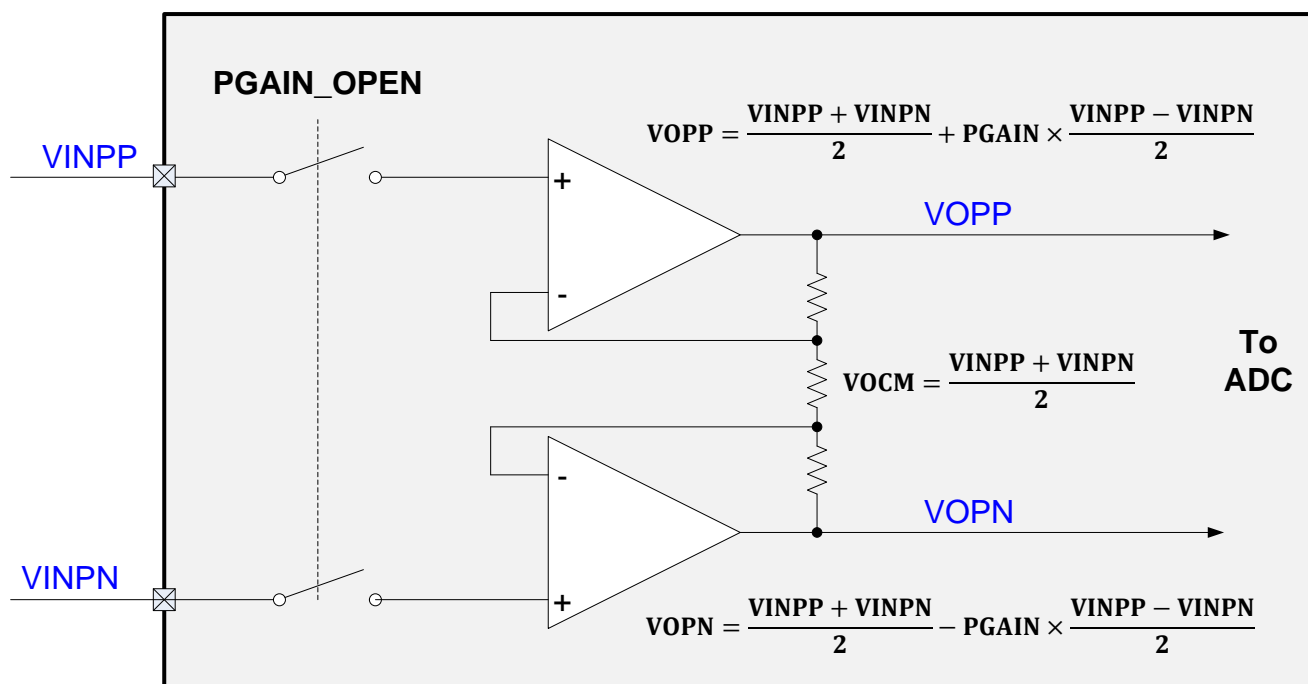 PGAIN_OPEN
VOPP = (VINPP + VINPN)/2 + PGAIN × (VINPP − VINPN)/2
VINPP
+
VOPP
-
To
ADC
VOCM = (VINPP + VINPN)/2
-
VOPN
VINPN
+
VOPN = (VINPP + VINPN)/2 − PGAIN × (VINPP − VINPN)/2